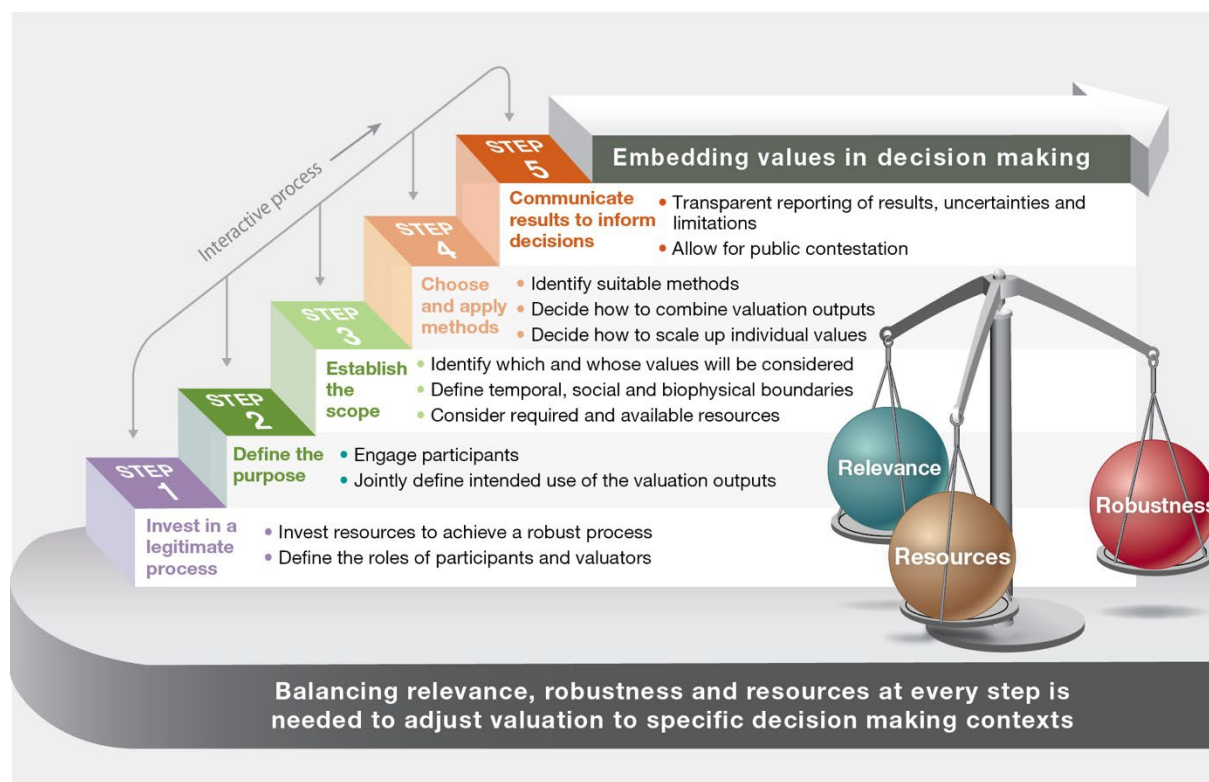 Interactive process
STEP
5
Embedding values in decision making
Communicate
results to inform
decisions
• Transparent reporting of results, uncertainties and
limitations
• Allow for public contestation
STEP
4
Choose
and apply
methods
• Identify suitable methods
• Decide how to combine valuation outputs
• Decide how to scale up individual values
STEP
3
Establish
the
scope
• Identify which and whose values will be considered
• Define temporal, social and biophysical boundaries
• Consider required and available resources
STEP
2
Define the
purpose
• Engage participants
• Jointly define intended use of the valuation outputs
STEP
1
Invest in a
legitimate
process
• Invest resources to achieve a robust process
• Define the roles of participants and valuators
Relevance
Resources
Robustness
Balancing relevance, robustness and resources at every step is
needed to adjust valuation to specific decision making contexts